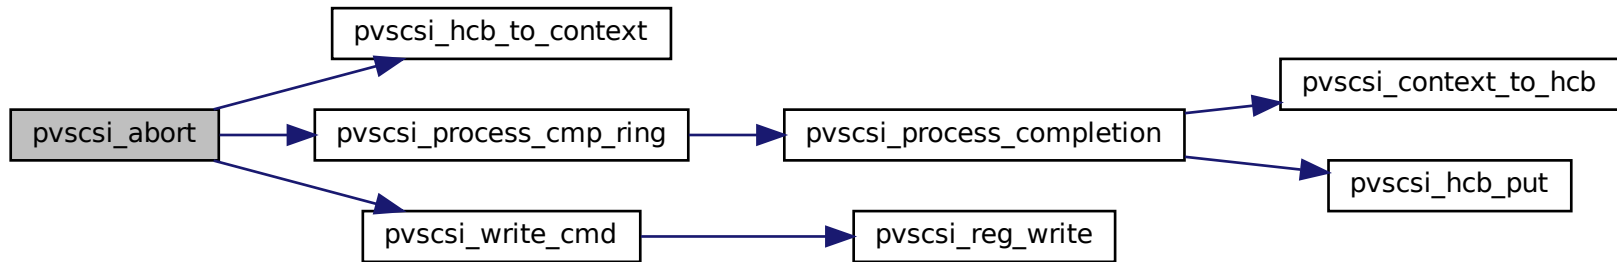 pvscsi_hcb_to_context
pvscsi_context_to_hcb
pvscsi_abort
pvscsi_process_cmp_ring
pvscsi_process_completion
pvscsi_hcb_put
pvscsi_write_cmd
pvscsi_reg_write